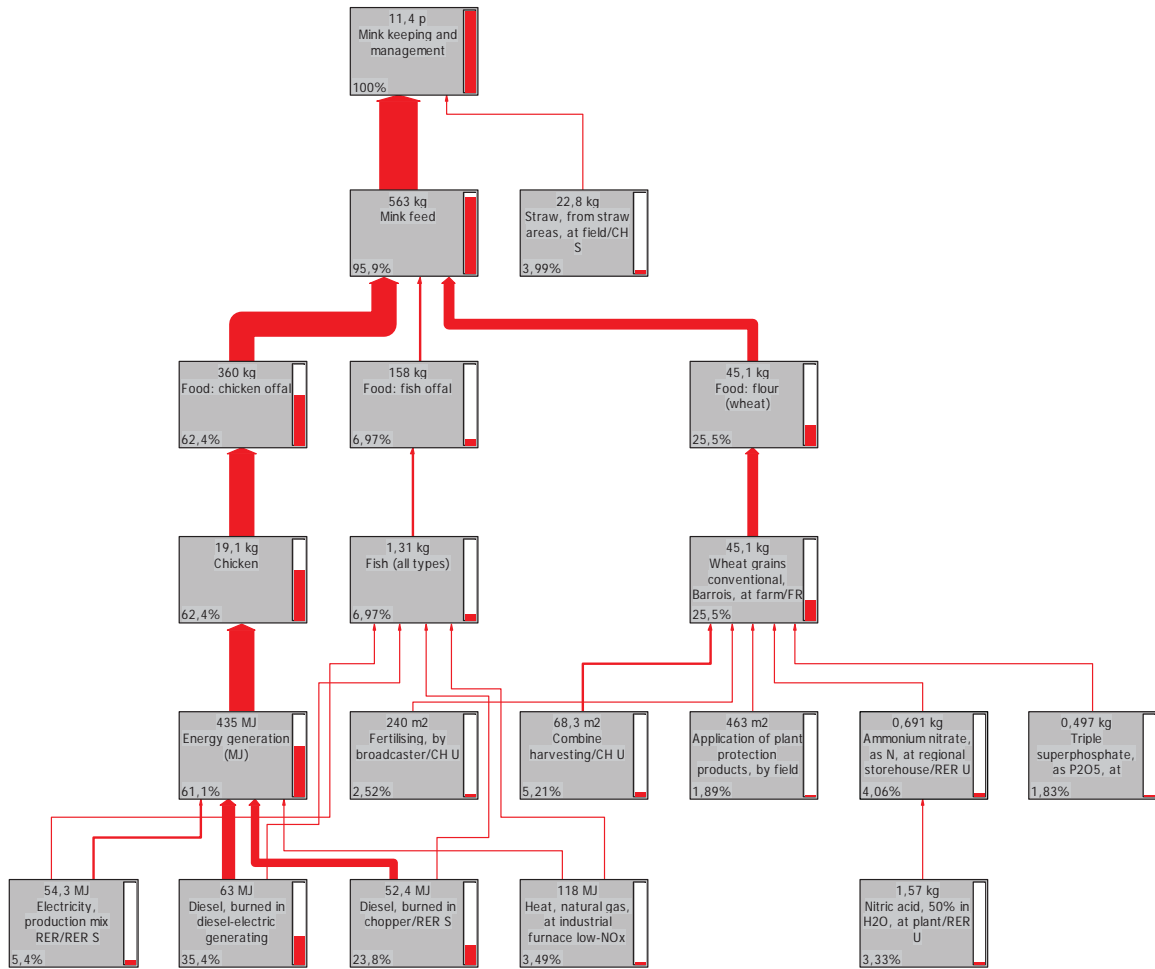 11,4 p
Mink keeping and
management
100%
563 kg
Mink feed
95,9%
22,8 kg
Straw, from straw
areas, at field/CH
S
3,99%
360 kg
Food: chicken offal
62,4%
158 kg
Food: fish offal
6,97%
45,1 kg
Food: flour
(wheat)
25,5%
19,1 kg
Chicken
62,4%
1,31 kg
Fish (all types)
6,97%
45,1 kg
Wheat grains
conventional,
Barrois, at farm/FR
25,5%
435 MJ
Energy generation
(MJ)
61,1%
240 m2
Fertilising, by
broadcaster/CH U
2,52%
68,3 m2
Combine
harvesting/CH U
5,21%
463 m2
Application of plant
protection
products, by field
1,89%
0,691 kg
Ammonium nitrate,
as N, at regional
storehouse/RER U
4,06%
0,497 kg
Triple
superphosphate,
as P2O5, at
1,83%
54,3 MJ
Electricity,
production mix
RER/RER S
5,4%
63 MJ
Diesel, burned in
diesel-electric
generating
35,4%
52,4 MJ
Diesel, burned in
chopper/RER S
23,8%
118 MJ
Heat, natural gas,
at industrial
furnace low-NOx
3,49%
1,57 kg
Nitric acid, 50% in
H2O, at plant/RER
U
3,33%